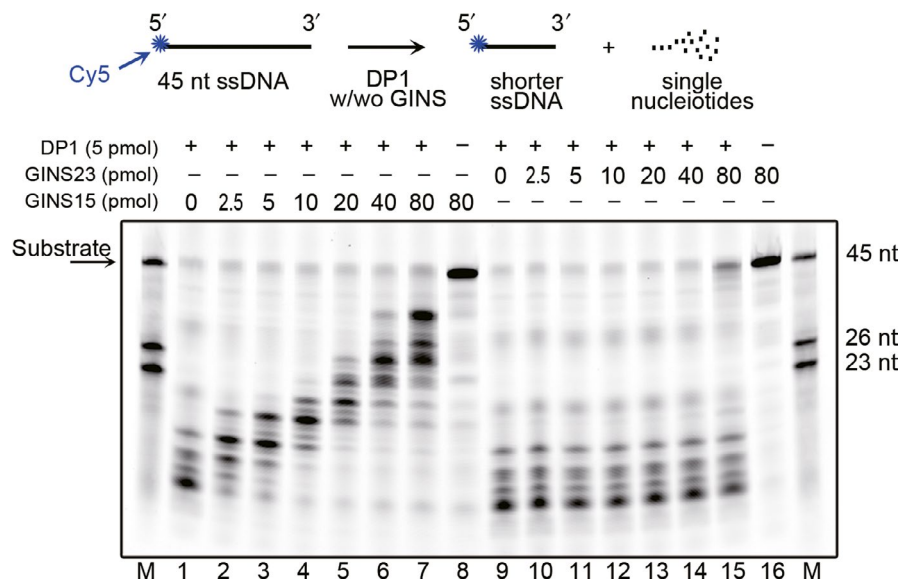 5′ 3′ 5′ 3′
Cy5
45 nt ssDNA
DP1
w/wo GINS
shorter
ssDNA
+
single
nucleiotides
DP1 (5 pmol) + + + + + + + − + + + + + + + −
GINS23 (pmol) − − − − − − − − 0 2.5 5 10 20 40 80 80
GINS15 (pmol) 0 2.5 5 10 20 40 80 80 − − − − − − − −
Substrate
45 nt
26 nt
23 nt
M 1 2 3 4 5 6 7 8 9 10 11 12 13 14 15 16 M